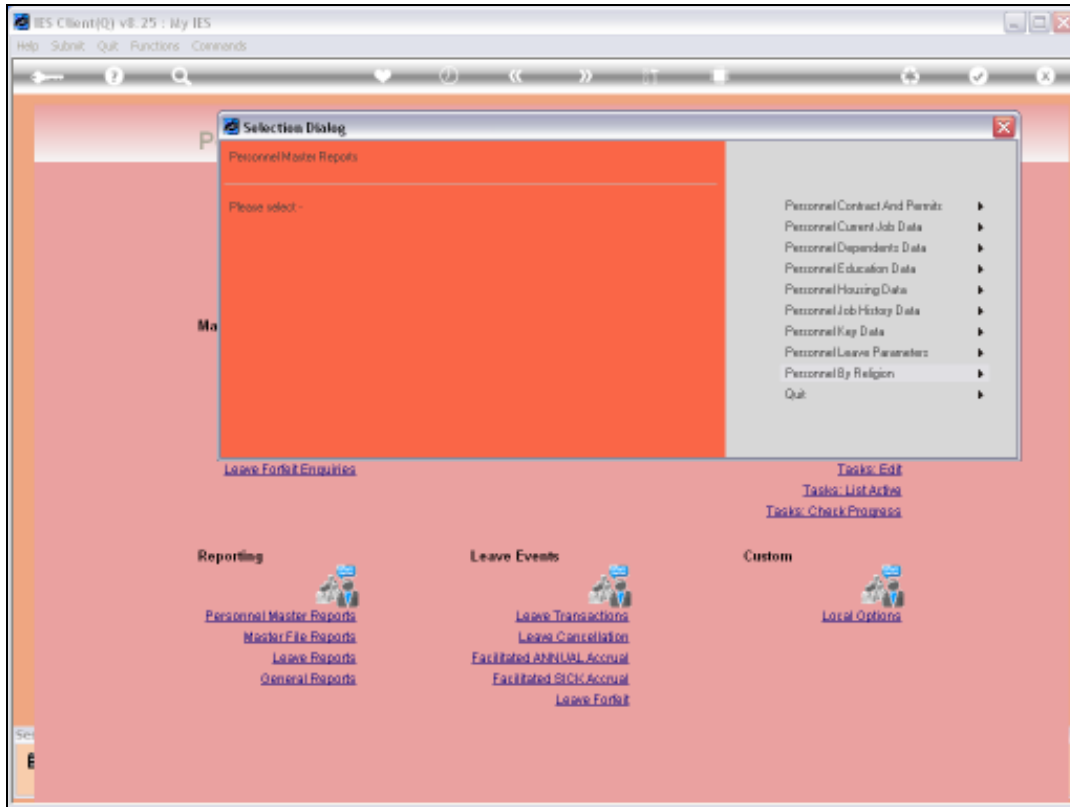 IES Client(Q) v8.25 : My IES
Help Submit Quit Functions Commands
P
Selection Dialog
Personnel Master Reports
Please select -
Personnel Contract And Permits
Personnel Current Job Data
Personnel Dependents Data
Personnel Education Data
Personnel Housing Data
Personnel Job History Data
Personnel Key Data
Personnel Leave Parameters
Personnel By Religion
Quit
Ma
Leave Forfeit Enquiries
Tasks: Edit
Tasks: List Active
Tasks: Check Progress
Reporting
Personnel Master Reports
Master File Reports
Leave Reports
General Reports
Leave Events
Leave Transactions
Leave Cancellation
Facilitated ANNUAL Accrual
Facilitated SICK Accrual
Leave Forfeit
Custom
Local Options
Se